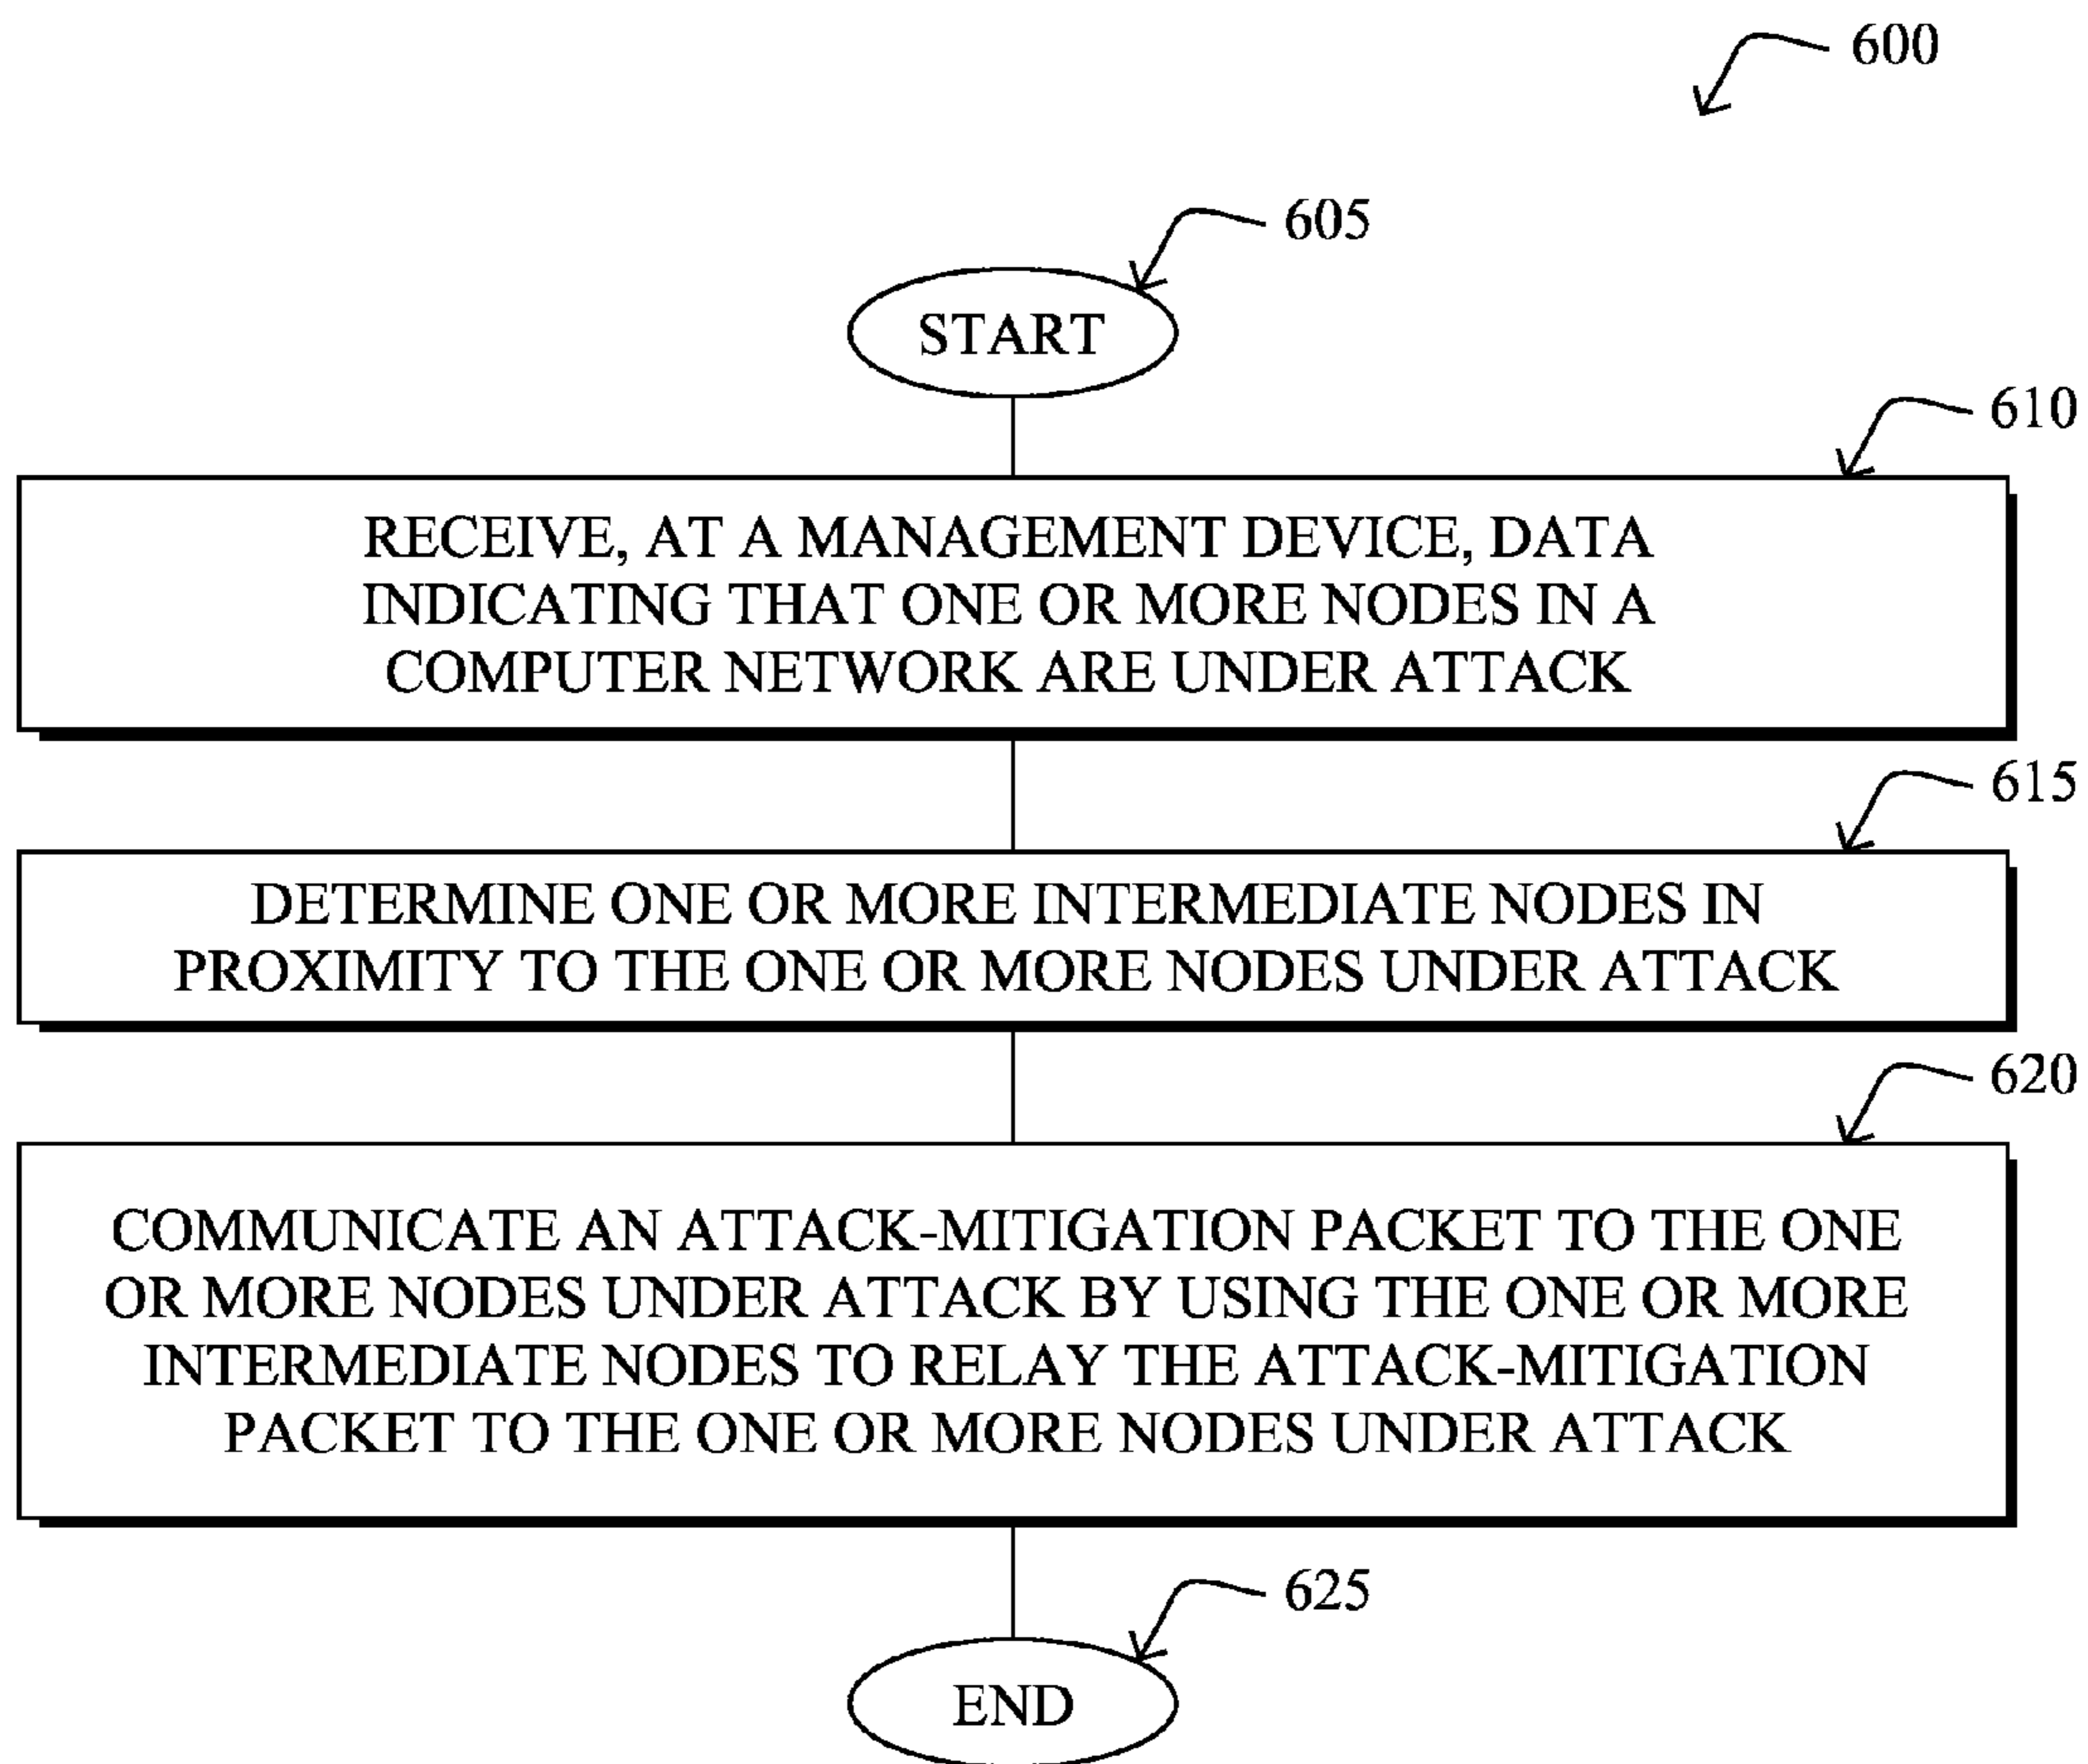 600
605
START
610
RECEIVE, AT A MANAGEMENT DEVICE, DATA
INDICATING THAT ONE OR MORE NODES IN A
COMPUTER NETWORK ARE UNDER ATTACK
615
DETERMINE ONE OR MORE INTERMEDIATE NODES IN
PROXIMITY TO THE ONE OR MORE NODES UNDER ATTACK
620
COMMUNICATE AN ATTACK-MITIGATION PACKET TO THE ONE
OR MORE NODES UNDER ATTACK BY USING THE ONE OR MORE
INTERMEDIATE NODES TO RELAY THE ATTACK-MITIGATION
PACKET TO THE ONE OR MORE NODES UNDER ATTACK
625
END